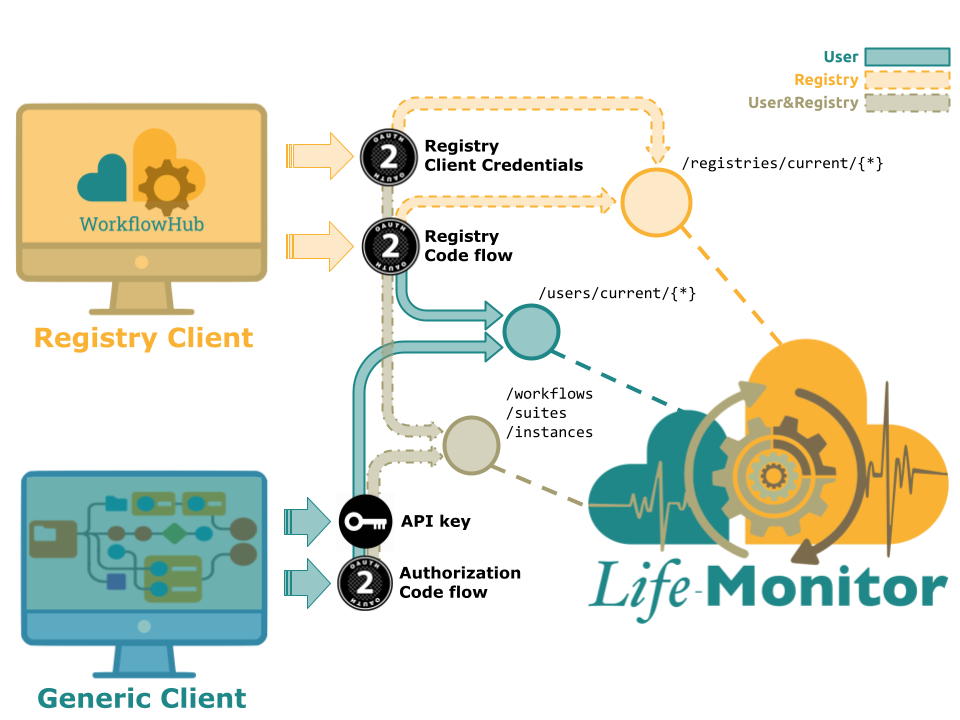 User
Registry
User&Registry
OAUTH 2 OAUTH
Registry
Client Credentials
/registries/current/{*}
WorkflowHub
OAUTH 2 OAUTH
Registry
Code flow
/users/current/{*}
Registry Client
/workflows
/suites
/instances
API key
OAUTH 2 OAUTH
Authorization
Code flow
Life-Monitor
Generic Client